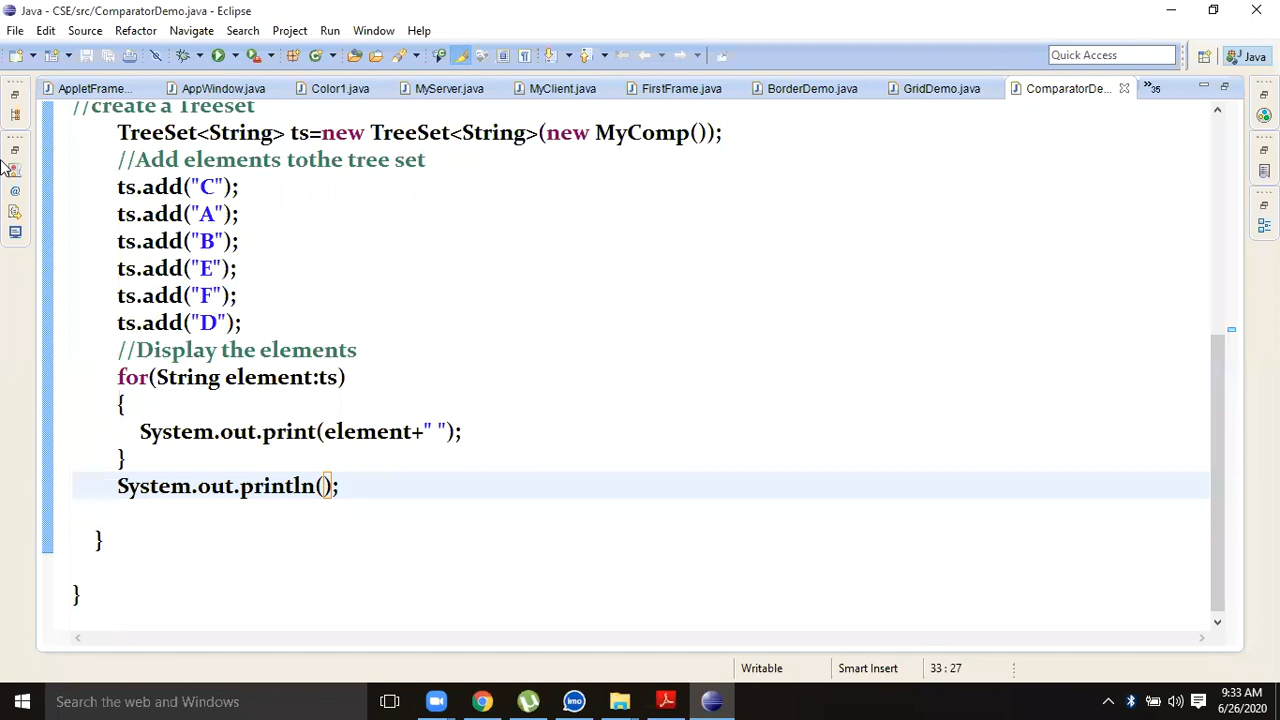 Java - CSE/src/ComparatorDemo.java - Eclipse
File Edit Source Refactor Navigate Search Project Run Window Help
Quick Access Java
AppletFrame... AppWindow.java Color1.java MyServer.java MyClient.java FirstFrame.java BorderDemo.java GridDemo.java ComparatorDe... »35
//create a Treeset
TreeSet<String> ts=new TreeSet<String>(new MyComp());
//Add elements tothe tree set
ts.add("C");
ts.add("A");
ts.add("B");
ts.add("E");
ts.add("F");
ts.add("D");
//Display the elements
for(String element:ts)
{
System.out.print(element+" ");
}
System.out.println();
}
}
Writable Smart Insert 33 : 27
Search the web and Windows
imo
9:33 AM
6/26/2020